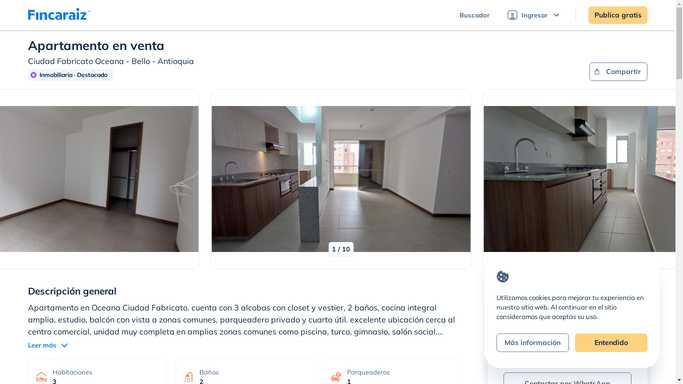 Fincaraíz
Buscador
Ingresar
Publica gratis
Apartamento en venta
Ciudad Fabricato Oceana - Bello - Antioquia
Inmobiliaria · Destacado
Compartir
1 / 10
Descripción general
Apartamento en Oceana Ciudad Fabricato. cuenta con 3 alcobas con closet y vestier, 2 baños, cocina integral
amplia, estudio, balcón con vista a zonas comunes, parqueadero privado y cuarto útil. excelente ubicación cerca al
centro comercial, unidad muy completa en amplias zonas comunes como piscina, turco, gimnasio, salón social,...
Leer más
Habitaciones
3
Baños
2
Parqueaderos
1
Utilizamos cookies para mejorar tu experiencia en
nuestro sitio web. Al continuar en el sitio
consideramos que aceptas su uso.
Más información
Entendido
Contactar por WhatsApp